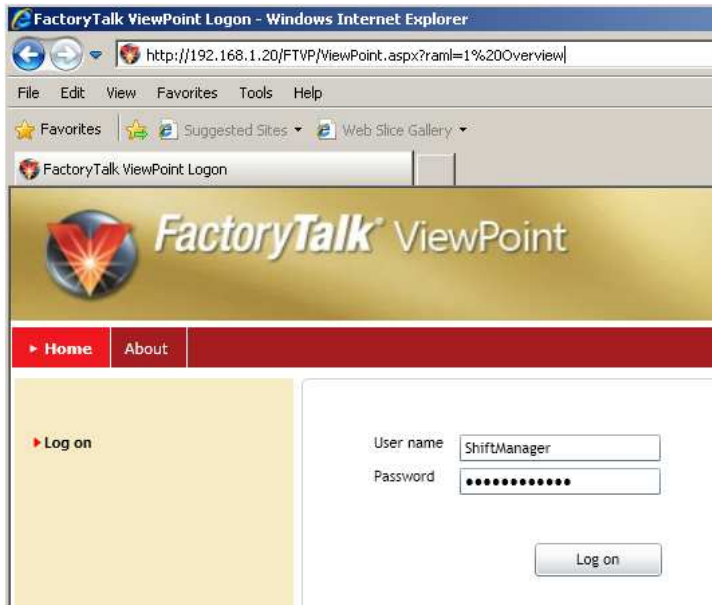 FactoryTalk ViewPoint Logon - Windows Internet Explorer
http://192.168.1.20/FTVP/ViewPoint.aspx?raml=1%20Overview
File Edit View Favorites Tools Help
Favorites Suggested Sites Web Slice Gallery
FactoryTalk ViewPoint Logon
FactoryTalk ViewPoint
Home About
Log on
User name ShiftManager
Password ••••••••••••
Log on